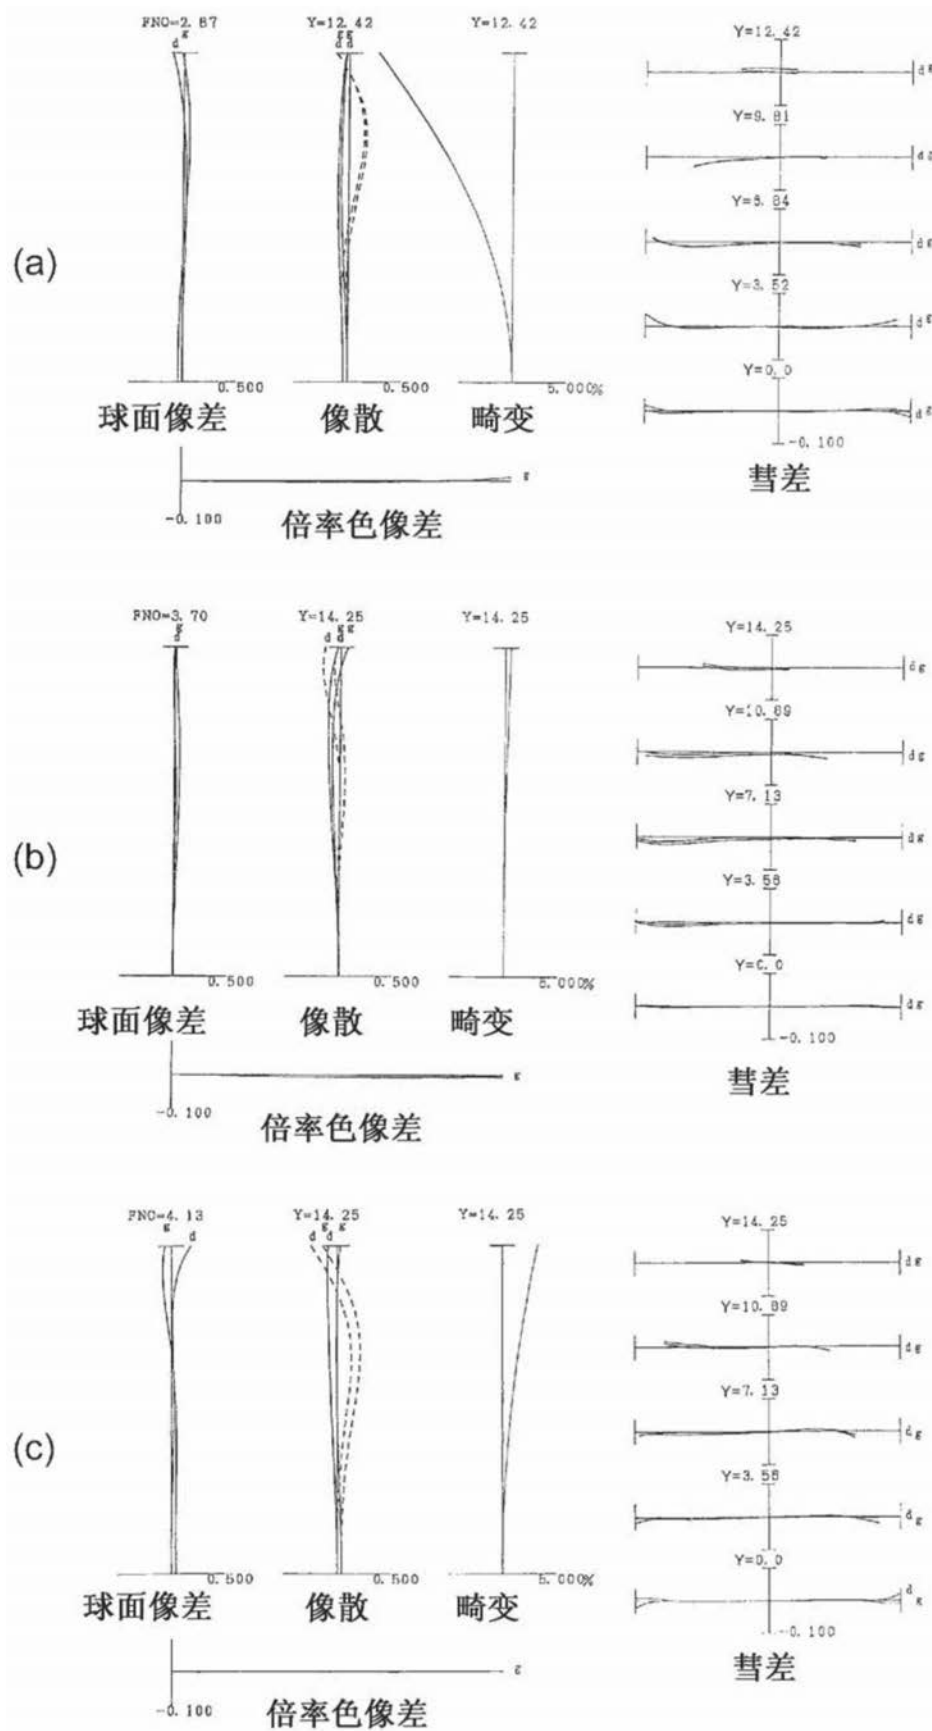 (a)
FNO=2.87
d g
Y=12.42
g g
d d
Y=12.42
0.500
0.500
5.000%
球面像差
像散
畸变
g
-0.100
倍率色像差
Y=12.42
d g
Y=9.81
d g
Y=5.84
d g
Y=3.52
d g
Y=0.0
d g
-0.100
彗差
(b)
FNO=3.70
g
d
Y=14.25
g g
d d
Y=14.25
0.500
0.500
5.000%
球面像差
像散
畸变
g
-0.100
倍率色像差
Y=14.25
d g
Y=10.89
d g
Y=7.13
d g
Y=3.56
d g
Y=0.0
d g
-0.100
彗差
(c)
FNO=4.13
g d
Y=14.25
g g
d d
Y=14.25
0.500
0.500
5.000%
球面像差
像散
畸变
g
-0.100
倍率色像差
Y=14.25
d g
Y=10.89
d g
Y=7.13
d g
Y=3.56
d g
Y=0.0
d
g
-0.100
彗差